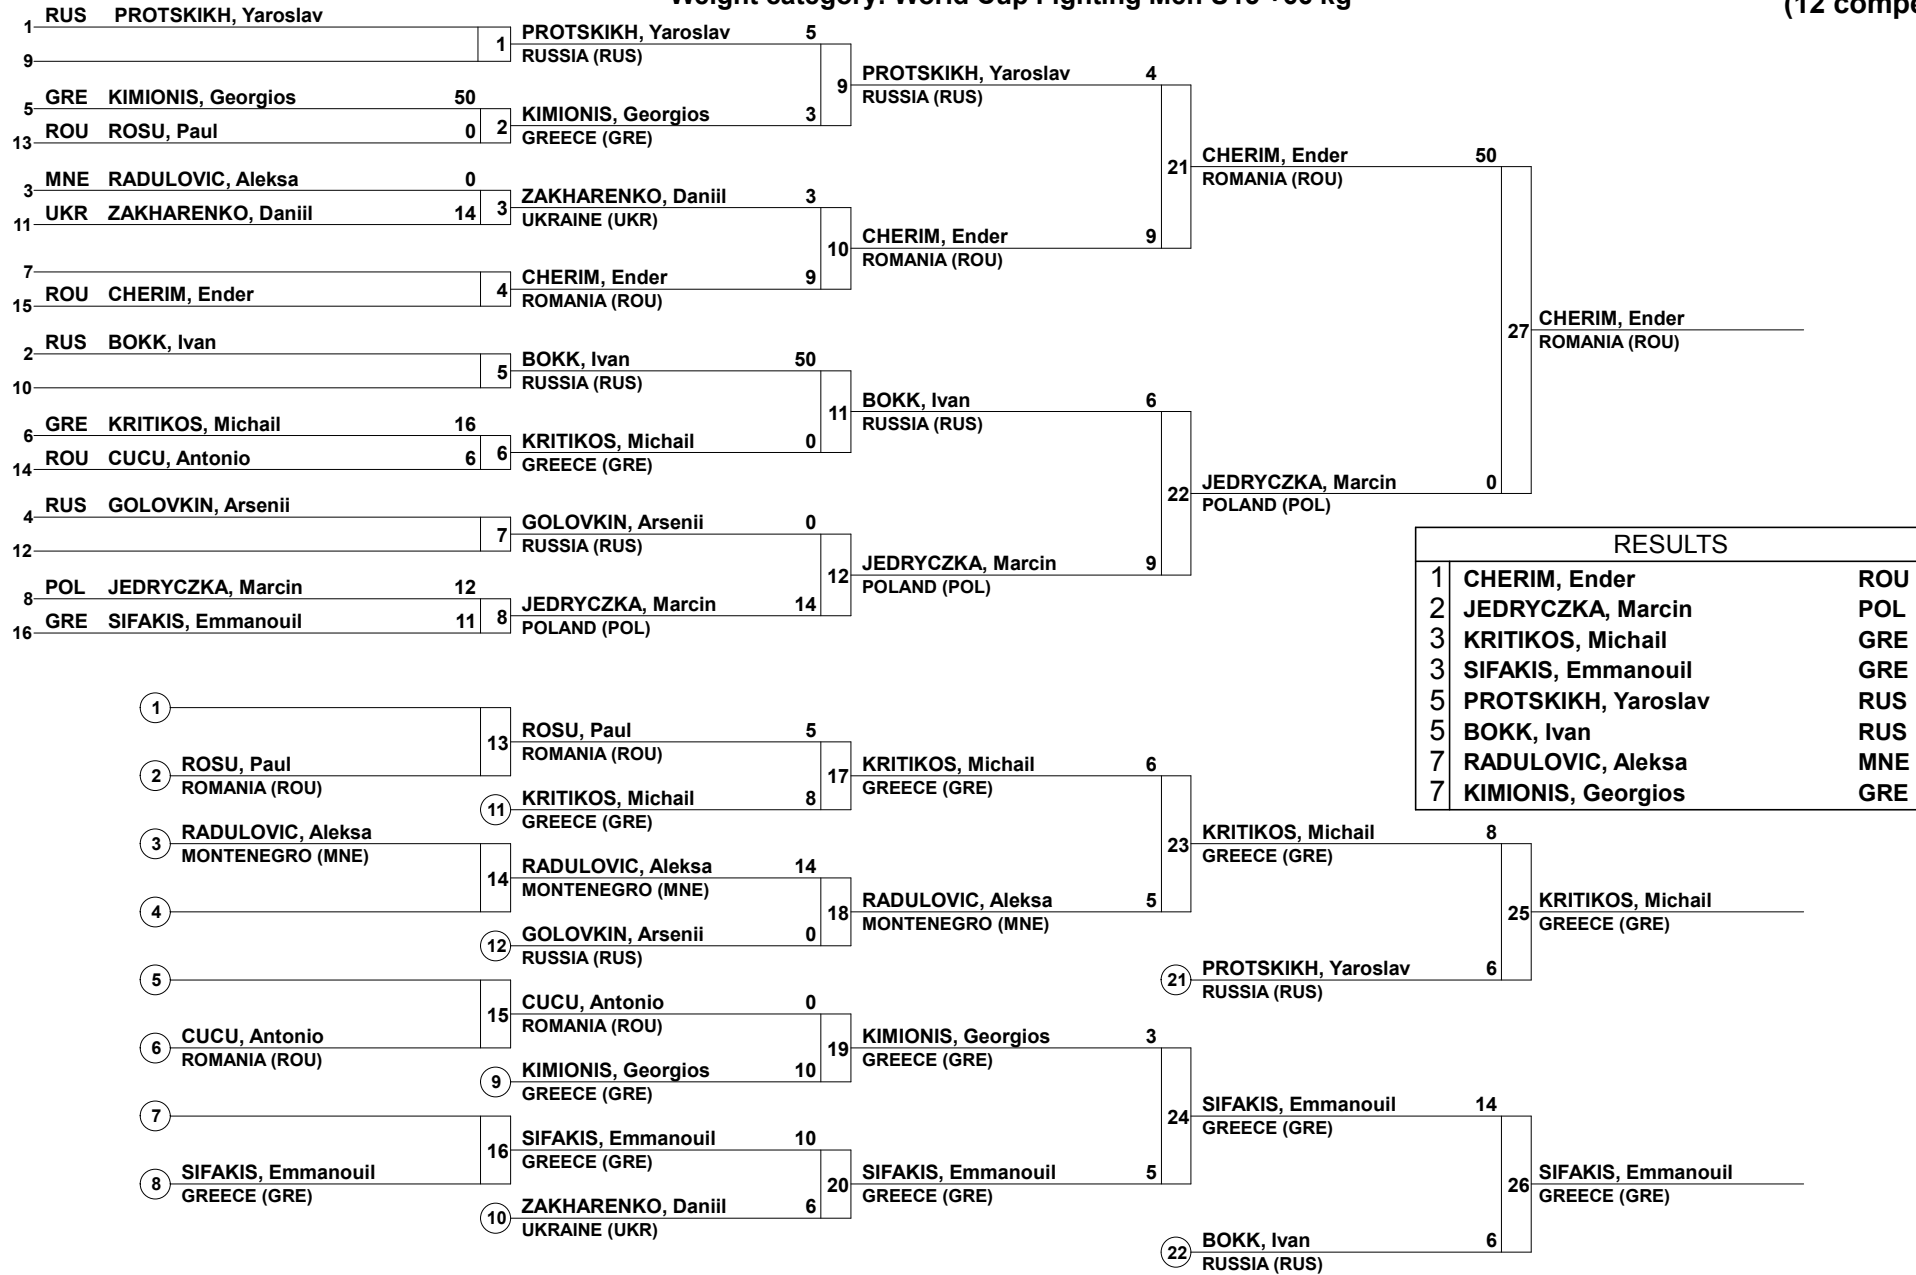 (12 compe
1 RUS PROTSKIKH, Yaroslav
9
1 PROTSKIKH, Yaroslav 5
RUSSIA (RUS)
5 GRE KIMIONIS, Georgios 50
13 ROU ROSU, Paul 0
2 KIMIONIS, Georgios 3
GREECE (GRE)
9 PROTSKIKH, Yaroslav 4
RUSSIA (RUS)
3 MNE RADULOVIC, Aleksa 0
11 UKR ZAKHARENKO, Daniil 14
3 ZAKHARENKO, Daniil 3
UKRAINE (UKR)
7
15 ROU CHERIM, Ender
4 CHERIM, Ender 9
ROMANIA (ROU)
10 CHERIM, Ender 9
ROMANIA (ROU)
21 CHERIM, Ender 50
ROMANIA (ROU)
2 RUS BOKK, Ivan
10
5 BOKK, Ivan 50
RUSSIA (RUS)
6 GRE KRITIKOS, Michail 16
14 ROU CUCU, Antonio 6
6 KRITIKOS, Michail 0
GREECE (GRE)
11 BOKK, Ivan 6
RUSSIA (RUS)
4 RUS GOLOVKIN, Arsenii
12
7 GOLOVKIN, Arsenii 0
RUSSIA (RUS)
8 POL JEDRYCZKA, Marcin 12
16 GRE SIFAKIS, Emmanouil 11
8 JEDRYCZKA, Marcin 14
POLAND (POL)
12 JEDRYCZKA, Marcin 9
POLAND (POL)
22 JEDRYCZKA, Marcin 0
POLAND (POL)
27 CHERIM, Ender
ROMANIA (ROU)
RESULTS
1 CHERIM, Ender ROU
2 JEDRYCZKA, Marcin POL
3 KRITIKOS, Michail GRE
3 SIFAKIS, Emmanouil GRE
5 PROTSKIKH, Yaroslav RUS
5 BOKK, Ivan RUS
7 RADULOVIC, Aleksa MNE
7 KIMIONIS, Georgios GRE
1
2 ROSU, Paul
ROMANIA (ROU)
13 ROSU, Paul 5
ROMANIA (ROU)
11 KRITIKOS, Michail 8
GREECE (GRE)
17 KRITIKOS, Michail 6
GREECE (GRE)
3 RADULOVIC, Aleksa
MONTENEGRO (MNE)
4
14 RADULOVIC, Aleksa 14
MONTENEGRO (MNE)
12 GOLOVKIN, Arsenii 0
RUSSIA (RUS)
18 RADULOVIC, Aleksa 5
MONTENEGRO (MNE)
23 KRITIKOS, Michail 8
GREECE (GRE)
21 PROTSKIKH, Yaroslav 6
RUSSIA (RUS)
25 KRITIKOS, Michail
GREECE (GRE)
5
6 CUCU, Antonio
ROMANIA (ROU)
15 CUCU, Antonio 0
ROMANIA (ROU)
9 KIMIONIS, Georgios 10
GREECE (GRE)
19 KIMIONIS, Georgios 3
GREECE (GRE)
7
8 SIFAKIS, Emmanouil
GREECE (GRE)
16 SIFAKIS, Emmanouil 10
GREECE (GRE)
10 ZAKHARENKO, Daniil 6
UKRAINE (UKR)
20 SIFAKIS, Emmanouil 5
GREECE (GRE)
24 SIFAKIS, Emmanouil 14
GREECE (GRE)
22 BOKK, Ivan 6
RUSSIA (RUS)
26 SIFAKIS, Emmanouil
GREECE (GRE)